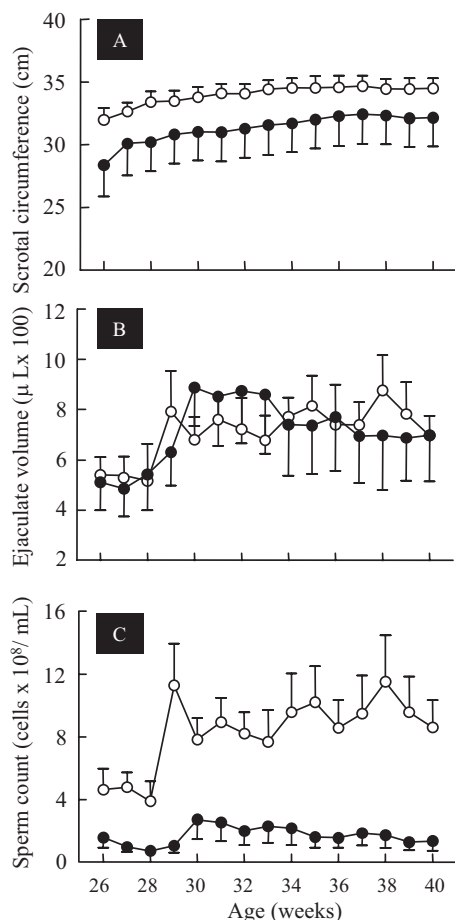 40
A
35
30
25
20
Scrotal circumference (cm)
12
B
10
8
6
4
2
Ejaculate volume (µ Lx 100)
16
C
12
8
4
0
Sperm count (cells x 10⁸/ mL)
26 28 30 32 34 36 38 40
Age (weeks)